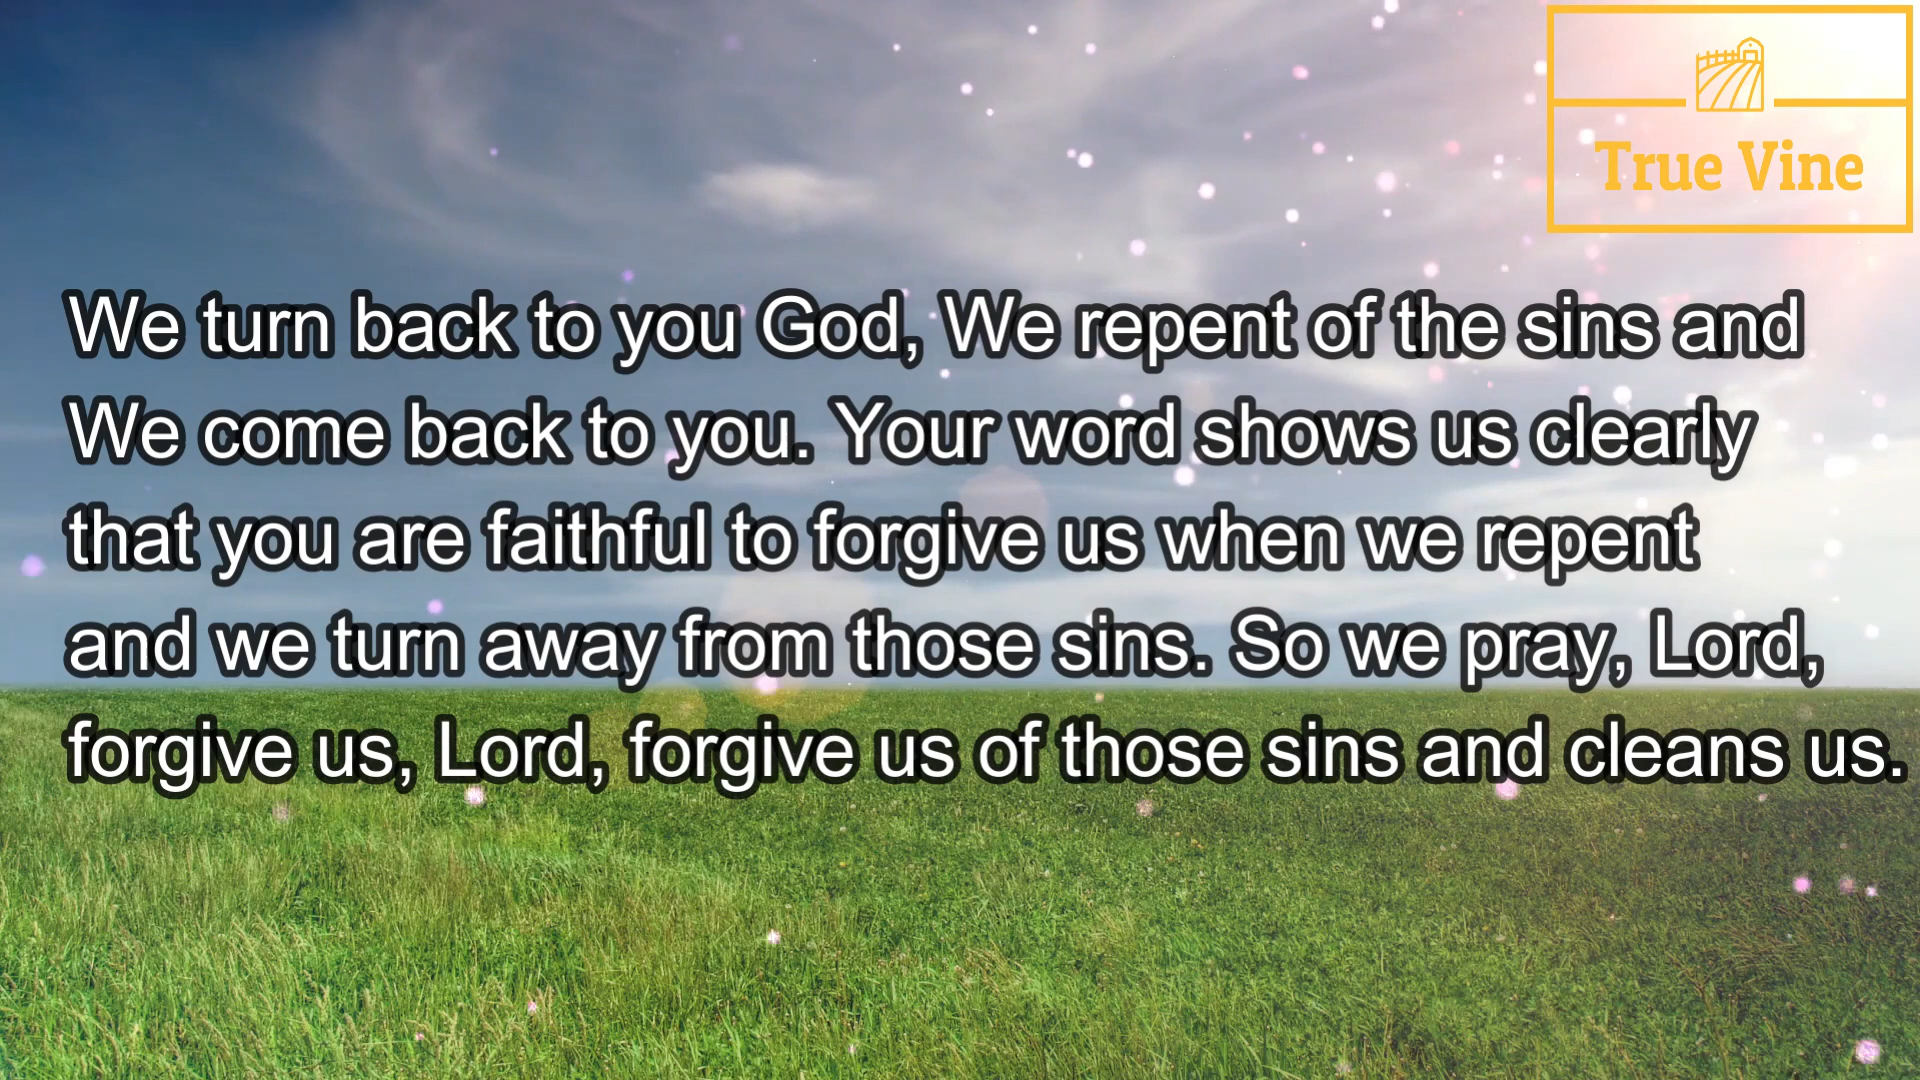 True Vine
We turn back to you God, We repent of the sins and
We come back to you. Your word shows us clearly
that you are faithful to forgive us when we repent
and we turn away from those sins. So we pray, Lord,
forgive us, Lord, forgive us of those sins and cleans us.